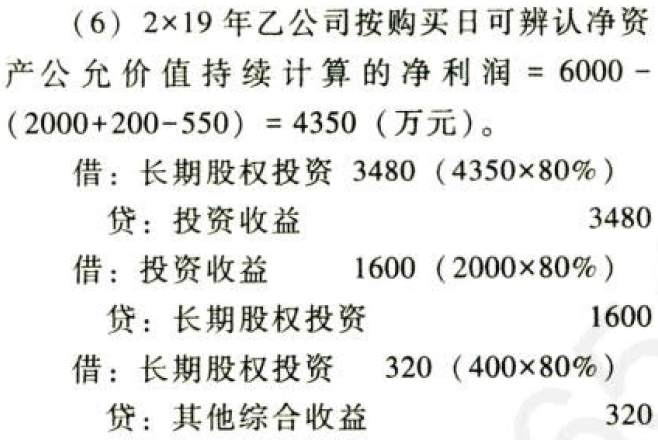 (6) 2×19 年乙公司按购买日可辨认净资
产公允价值持续计算的净利润 = 6000 -
(2000+200-550) = 4350 (万元)。
借：长期股权投资 3480 (4350×80%)
贷：投资收益 3480
借：投资收益 1600 (2000×80%)
贷：长期股权投资 1600
借：长期股权投资 320 (400×80%)
贷：其他综合收益 320